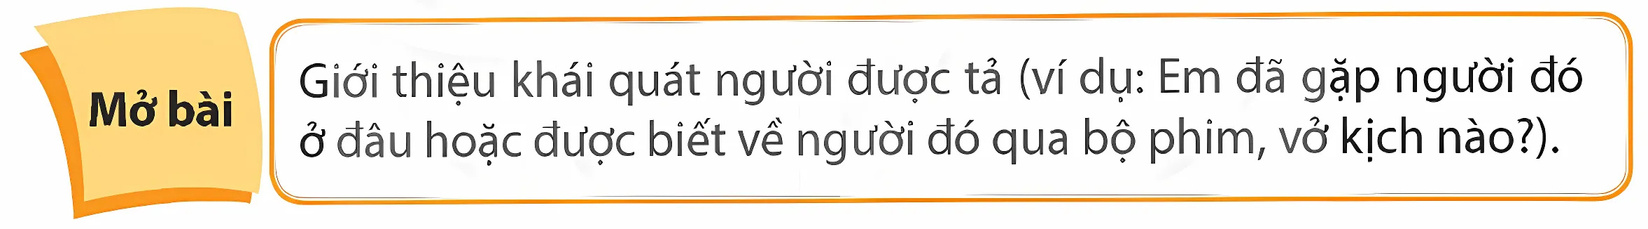 Mở bài
Giới thiệu khái quát người được tả (ví dụ: Em đã gặp người đó
ở đâu hoặc được biết về người đó qua bộ phim, vở kịch nào?).